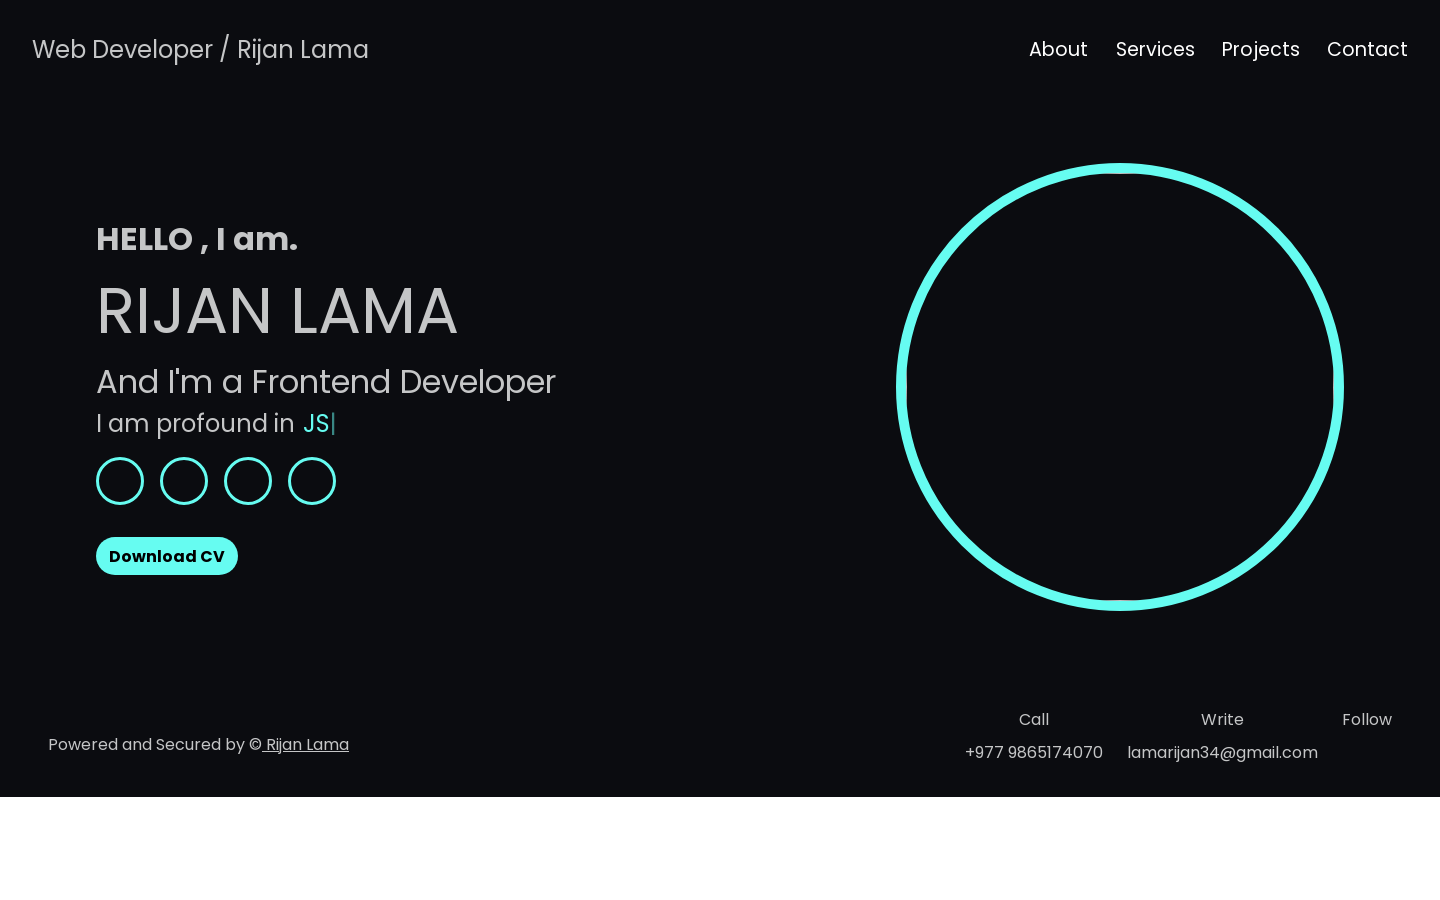 Web Developer / Rijan Lama
About Services Projects Contact
HELLO , I am.
RIJAN LAMA
And I'm a Frontend Developer
I am profound in JS|
Download CV
Powered and Secured by © Rijan Lama
Call
+977 9865174070
Write
lamarijan34@gmail.com
Follow